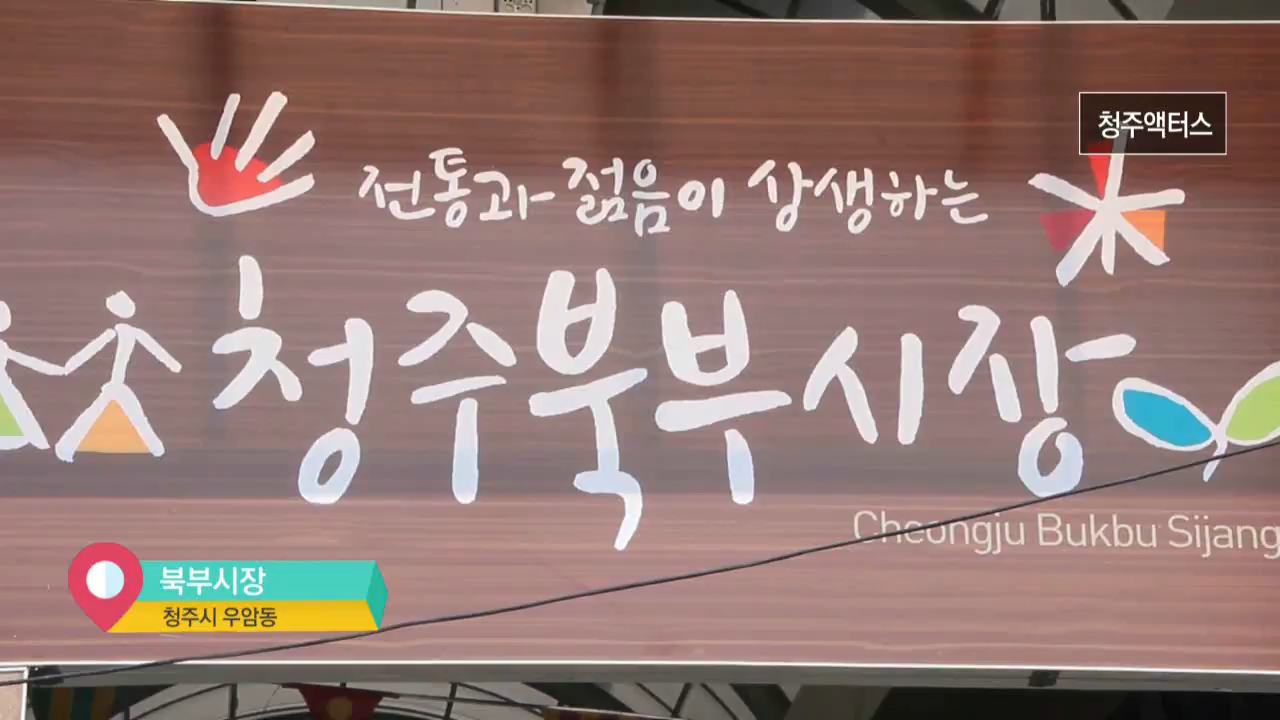 청주액터스
전통과 젊음이 상생하는
청주북부시장
Cheongju Bukbu Sijang
북부시장
청주시 우암동